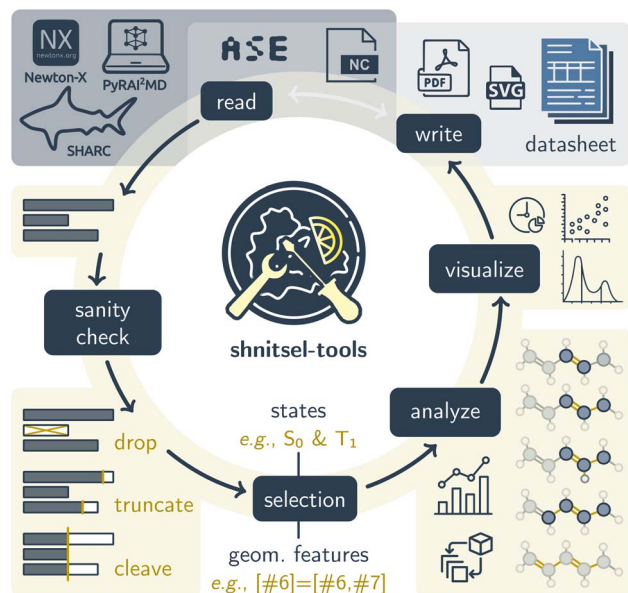 NX
newtonx.org
Newton-X
PyRAI²MD
SHARC
ASE
NC
read
PDF
SVG
write
dataset
sanity
check
shnitsel-tools
visualize
analyze
drop
truncate
cleave
states
e.g., S₀ & T₁
selection
geom. features
e.g., [#6]=[#6,#7]